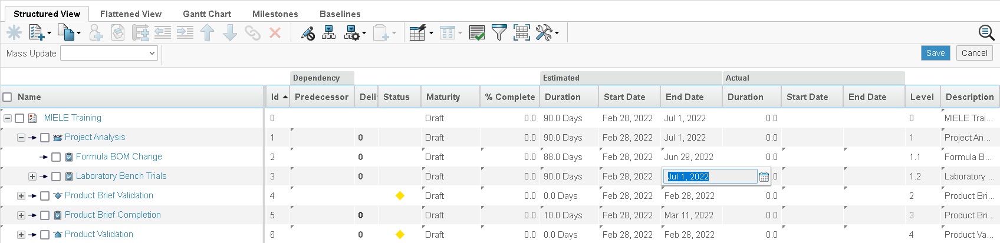 Structured View Flattened View Gantt Chart Milestones Baselines
Mass Update
Save Cancel
Dependency Estimated Actual
Name Id Predecessor Deli Status Maturity % Complete Duration Start Date End Date Duration Start Date End Date Level Description
MIELE Training 0 Draft 0.0 90.0 Days Feb 28, 2022 Jul 1, 2022 0.0 0 MIELE Trai...
Project Analysis 1 0 Draft 0.0 90.0 Days Feb 28, 2022 Jul 1, 2022 0.0 1 Project An...
Formula BOM Change 2 0 Draft 0.0 88.0 Days Feb 28, 2022 Jun 29, 2022 0.0 1.1 Formula B...
Laboratory Bench Trials 3 0 Draft 0.0 90.0 Days Feb 28, 2022 Jul 1, 2022 .0 1.2 Laboratory ...
Product Brief Validation 4 Draft 0.0 0.0 Days Feb 28, 2022 Feb 28, 2022 0.0 2 Product Bri...
Product Brief Completion 5 0 Draft 0.0 10.0 Days Feb 28, 2022 Mar 11, 2022 0.0 3 Product Bri...
Product Validation 6 0 Draft 0.0 0.0 Days Feb 28, 2022 Feb 28, 2022 0.0 4 Product Va...